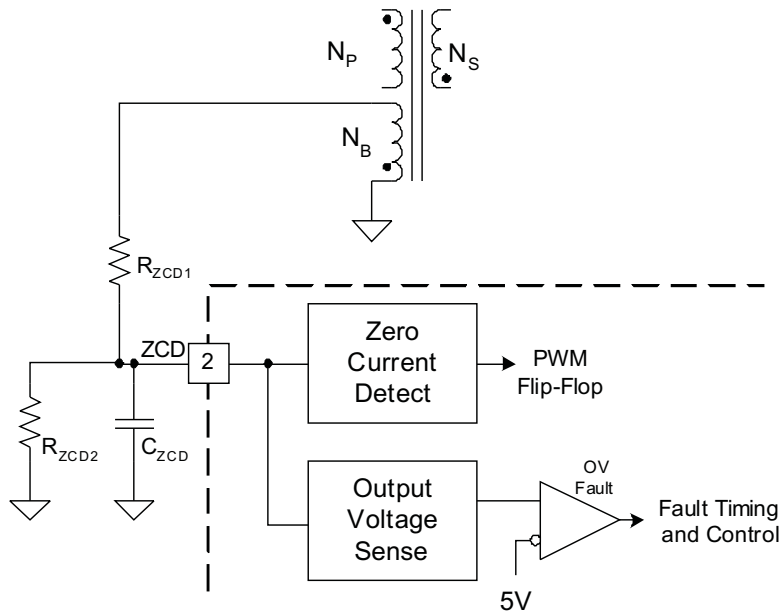 N_P
N_S
N_B
R_ZCD1
ZCD
2
Zero
Current
Detect
PWM
Flip-Flop
R_ZCD2
C_ZCD
Output
Voltage
Sense
OV
Fault
Fault Timing
and Control
5V